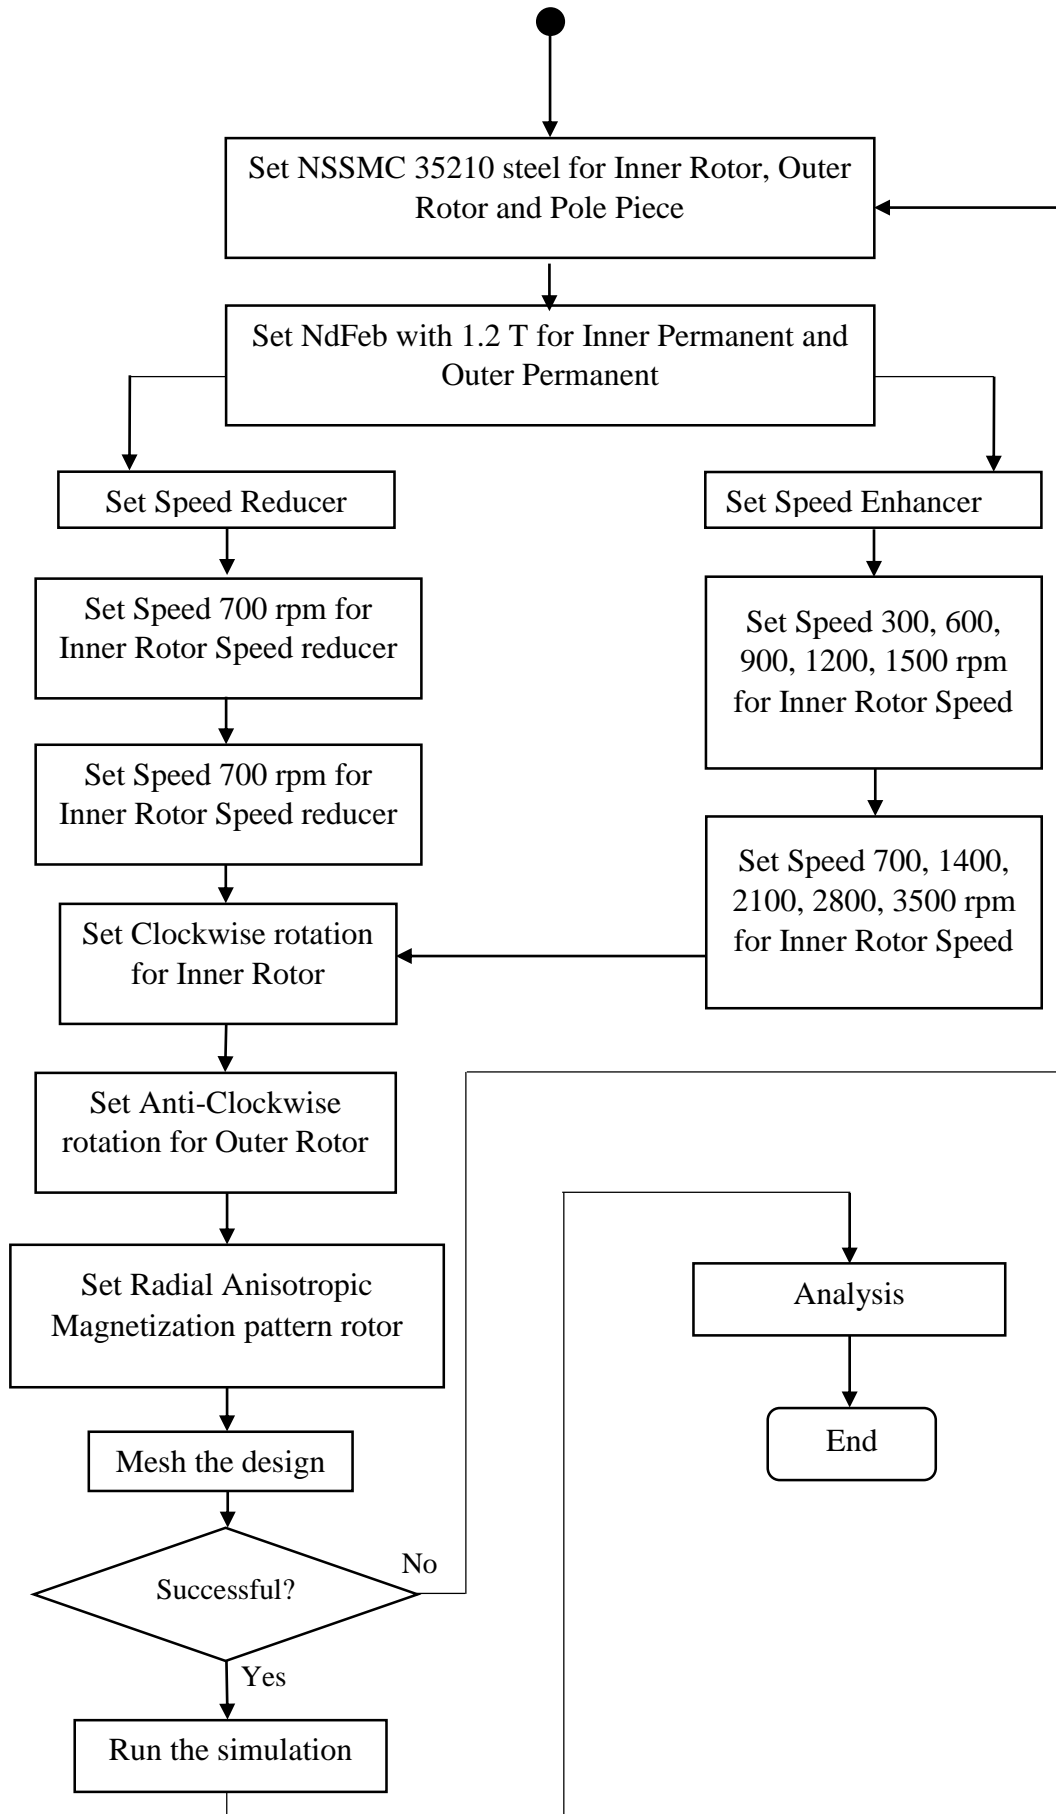 Set NSSMC 35210 steel for Inner Rotor, Outer
Rotor and Pole Piece
Set NdFeb with 1.2 T for Inner Permanent and
Outer Permanent
Set Speed Reducer
Set Speed Enhancer
Set Speed 700 rpm for
Inner Rotor Speed reducer
Set Speed 300, 600,
900, 1200, 1500 rpm
for Inner Rotor Speed
Set Speed 700 rpm for
Inner Rotor Speed reducer
Set Speed 700, 1400,
2100, 2800, 3500 rpm
for Inner Rotor Speed
Set Clockwise rotation
for Inner Rotor
Set Anti-Clockwise
rotation for Outer Rotor
Set Radial Anisotropic
Magnetization pattern rotor
Analysis
Mesh the design
End
Successful?
No
Yes
Run the simulation